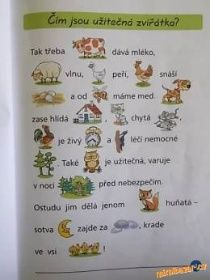 Čím jsou užitečná zvířátka?
Tak třeba dává mléko,
vlnu, peří, snáší
a od máme med.
zase hlídá chytá
je živý a léčí nemocné
. Také je užitečná, varuje
v noci před nebezpečím.
Ostudu jim dělá jenom huňatá –
sotva zajde za , krade
ve vsi !